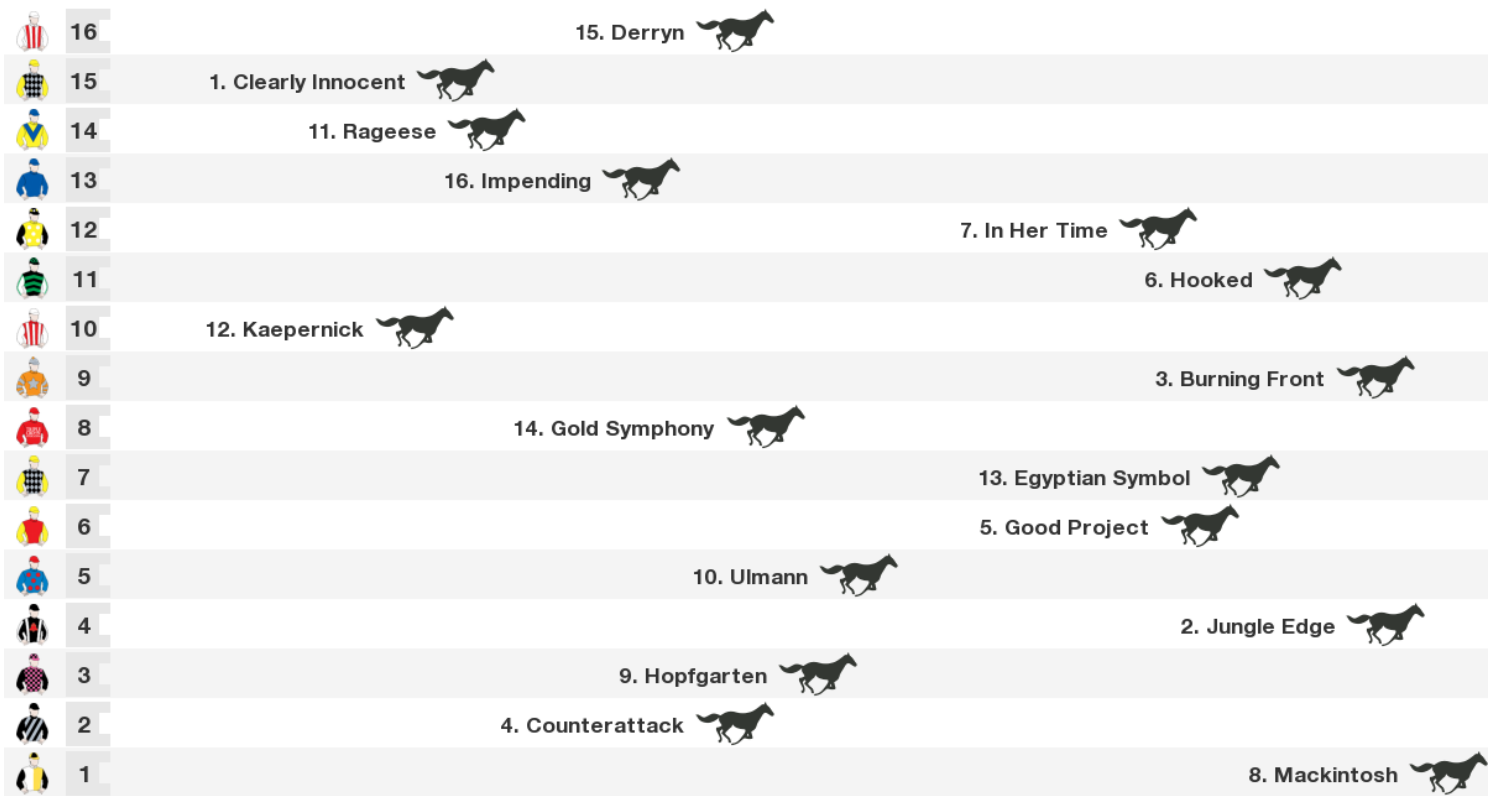 16 15. Derryn
15 1. Clearly Innocent
14 11. Rageese
13 16. Impending
12 7. In Her Time
11 6. Hooked
10 12. Kaepernick
9 3. Burning Front
8 14. Gold Symphony
7 13. Egyptian Symbol
6 5. Good Project
5 10. Ulmann
4 2. Jungle Edge
3 9. Hopfgarten
2 4. Counterattack
1 8. Mackintosh